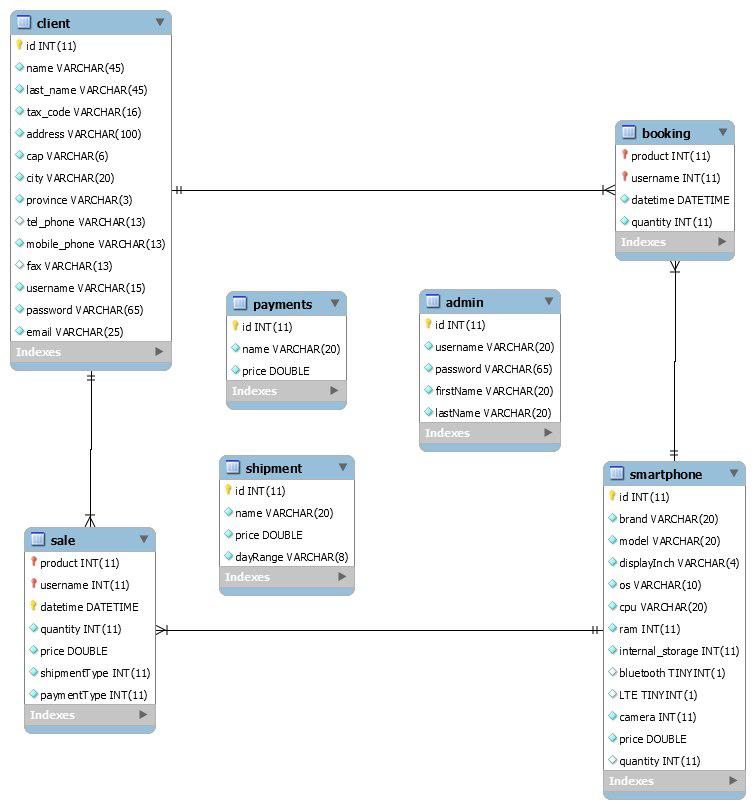 client
id INT(11)
name VARCHAR(45)
last_name VARCHAR(45)
tax_code VARCHAR(16)
address VARCHAR(100)
cap VARCHAR(6)
city VARCHAR(20)
province VARCHAR(3)
tel_phone VARCHAR(13)
mobile_phone VARCHAR(13)
fax VARCHAR(13)
username VARCHAR(15)
password VARCHAR(65)
email VARCHAR(25)
Indexes
booking
product INT(11)
username INT(11)
datetime DATETIME
quantity INT(11)
Indexes
payments
id INT(11)
name VARCHAR(20)
price DOUBLE
Indexes
admin
id INT(11)
username VARCHAR(20)
password VARCHAR(65)
firstName VARCHAR(20)
lastName VARCHAR(20)
Indexes
shipment
id INT(11)
name VARCHAR(20)
price DOUBLE
dayRange VARCHAR(8)
Indexes
sale
product INT(11)
username INT(11)
datetime DATETIME
quantity INT(11)
price DOUBLE
shipmentType INT(11)
paymentType INT(11)
Indexes
smartphone
id INT(11)
brand VARCHAR(20)
model VARCHAR(20)
displayInch VARCHAR(4)
os VARCHAR(10)
cpu VARCHAR(20)
ram INT(11)
internal_storage INT(11)
bluetooth TINYINT(1)
LTE TINYINT(1)
camera INT(11)
price DOUBLE
quantity INT(11)
Indexes